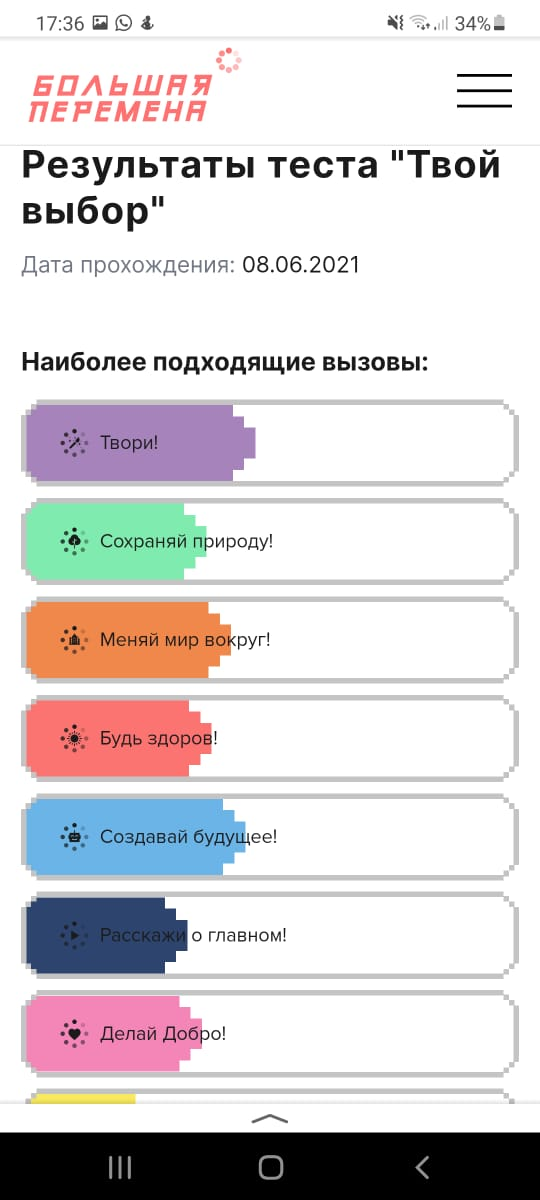 17:36
34%
БОЛЬШАЯ
ПЕРЕМЕНА
Результаты теста "Твой
выбор"
Дата прохождения: 08.06.2021
Наиболее подходящие вызовы:
Твори!
Сохраняй природу!
Меняй мир вокруг!
Будь здоров!
Создавай будущее!
Расскажи о главном!
Делай Добро!